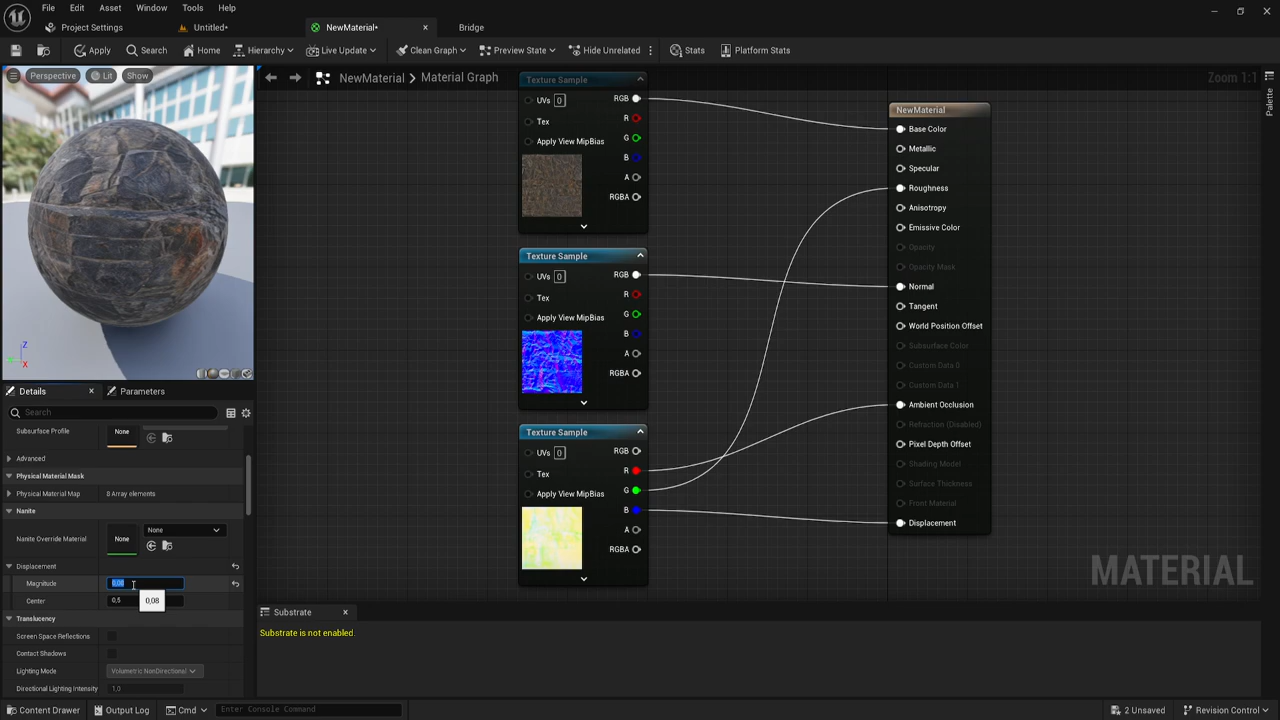 File Edit Asset Window Tools Help
Project Settings Untitled* NewMaterial* Bridge
Apply Search Home Hierarchy Live Update Clean Graph Preview State Hide Unrelated Stats Platform Stats
Perspective Lit Show
NewMaterial > Material Graph
Zoom 1:1
Palette
Texture Sample
UVs 0 RGB
Tex R
G
Apply View MipBias
B
A
RGBA
Texture Sample
UVs 0 RGB
Tex R
G
Apply View MipBias
B
A
RGBA
Texture Sample
UVs 0 RGB
Tex R
Apply View MipBias G
B
A
RGBA
NewMaterial
Base Color
Metallic
Specular
Roughness
Anisotropy
Emissive Color
Opacity
Opacity Mask
Normal
Tangent
World Position Offset
Subsurface Color
Custom Data 0
Custom Data 1
Ambient Occlusion
Refraction (Disabled)
Pixel Depth Offset
Shading Model
Surface Thickness
Front Material
Displacement
MATERIAL
Z
X
Details Parameters
Search
Subsurface Profile None
Advanced
Physical Material Mask
Physical Material Map 8 Array elements
Nanite
Nanite Override Material None None
Displacement
Magnitude 0,08
Center 0,5
0,08
Translucency
Screen Space Reflections
Contact Shadows
Lighting Mode Volumetric NonDirectional
Directional Lighting Intensity 1.0
Substrate
Substrate is not enabled.
Content Drawer Output Log Cmd Enter Console Command 2 Unsaved Revision Control